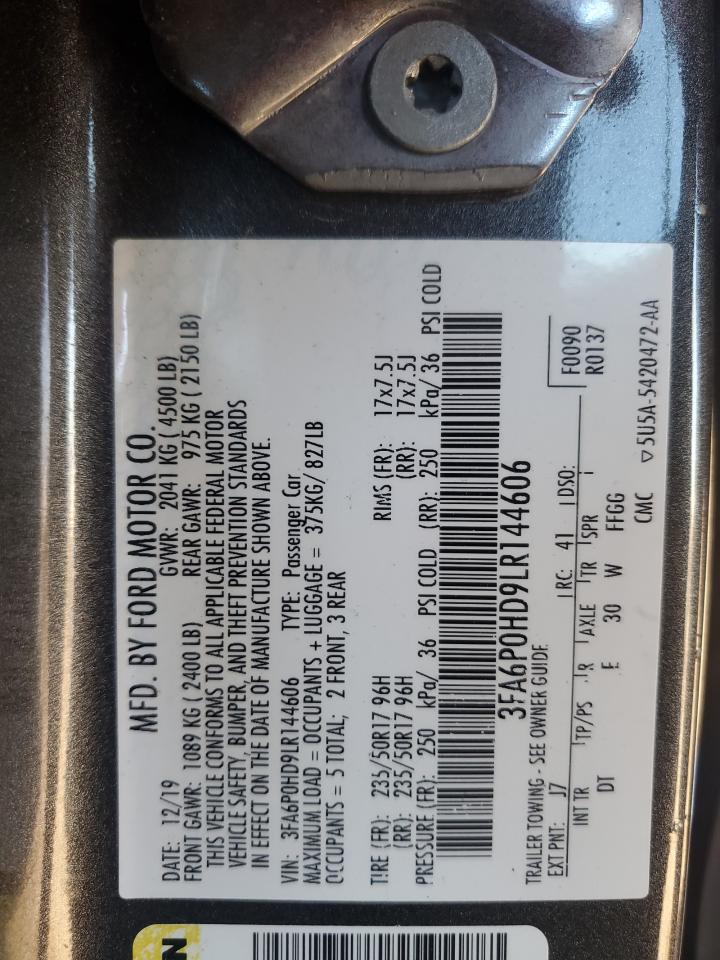 MFD. BY FORD MOTOR CO.
DATE: 12/19 GVWR: 2041 KG ( 4500 LB)
FRONT GAWR: 1089 KG ( 2400 LB) REAR GAWR: 975 KG ( 2150 LB)
THIS VEHICLE CONFORMS TO ALL APPLICABLE FEDERAL MOTOR
VEHICLE SAFETY, BUMPER, AND THEFT PREVENTION STANDARDS
IN EFFECT ON THE DATE OF MANUFACTURE SHOWN ABOVE.
VIN: 3FA6P0HD9LR144606 TYPE: Passenger Car
MAXIMUM LOAD = OCCUPANTS + LUGGAGE = 375KG/ 827LB
OCCUPANTS = 5 TOTAL; 2 FRONT, 3 REAR
TIRE (FR): 235/50R17 96H RIMS (FR): 17x7.5J
(RR): 235/50R17 96H (RR): 17x7.5J
PRESSURE (FR): 250 kPa/ 36 PSI COLD (RR): 250 kPa/ 36 PSI COLD
3FA6P0HD9LR144606
TRAILER TOWING - SEE OWNER GUIDE
F0090
R0137
EXT PNT: J7 RC: 41 DSO:
INT TR TP/PS R AXLE TR SPR
DT E 30 W FFGG
CMC ▽5U5A-5420472-AA
N